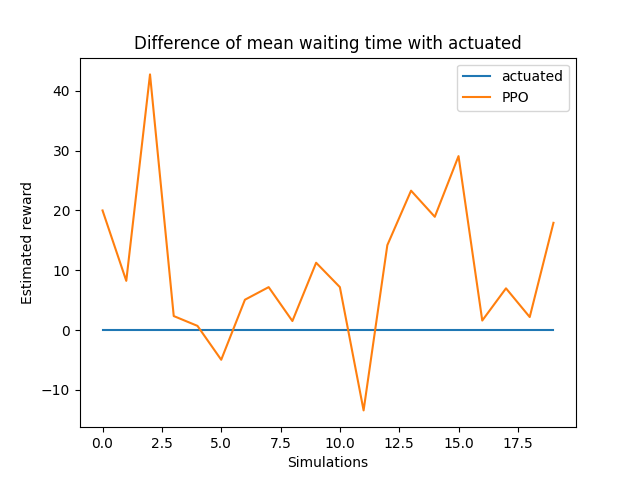 Difference of mean waiting time with actuated
actuated
PPO
Estimated reward
40
30
20
10
0
−10
0.0 2.5 5.0 7.5 10.0 12.5 15.0 17.5
Simulations